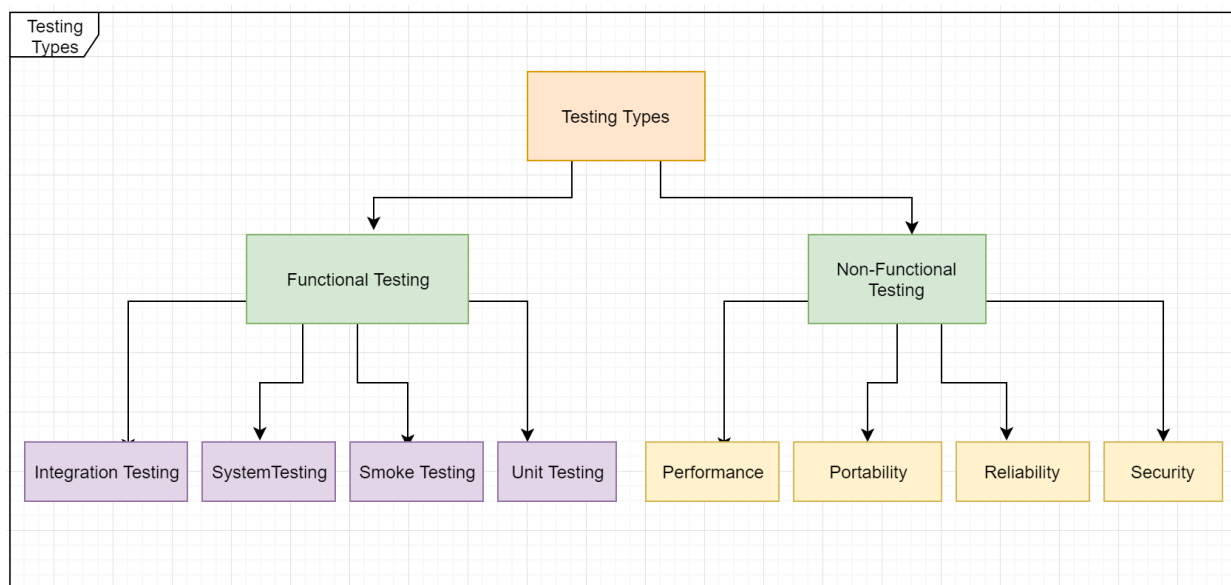 Testing
Types
Testing Types
Functional Testing
Non-Functional
Testing
Integration Testing
SystemTesting
Smoke Testing
Unit Testing
Performance
Portability
Reliability
Security